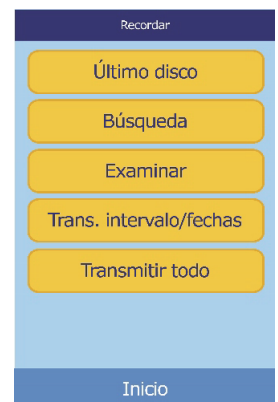 Recordar
Último disco
Búsqueda
Examinar
Trans. intervalo/fechas
Transmitir todo
Inicio